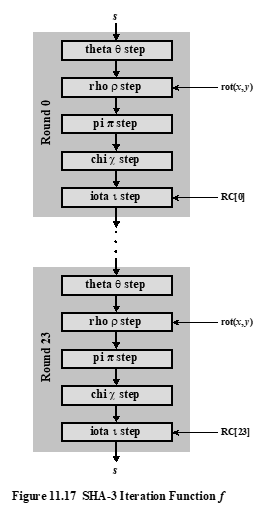 s
theta θ step
rho ρ step
rot(x, y)
pi π step
chi χ step
iota ι step
RC[0]
Round 0
theta θ step
rho ρ step
rot(x, y)
pi π step
chi χ step
iota ι step
RC[23]
Round 23
s
Figure 11.17 SHA-3 Iteration Function f